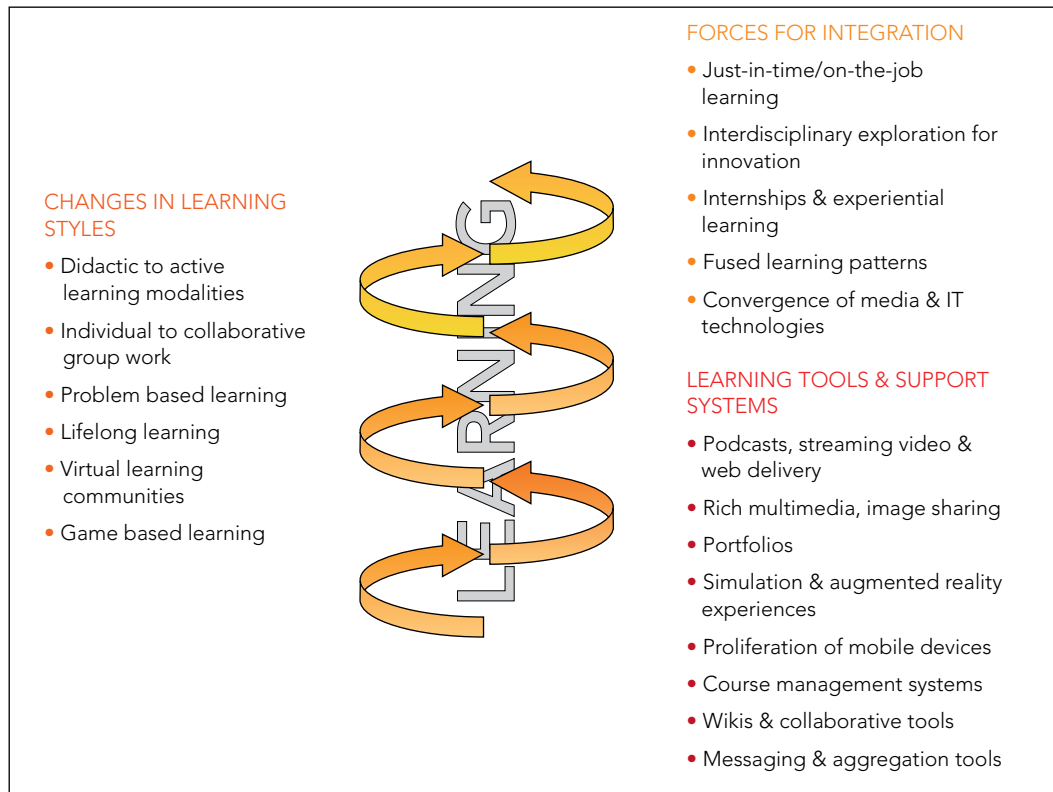 CHANGES IN LEARNING
STYLES
• Didactic to active
learning modalities
• Individual to collaborative
group work
• Problem based learning
• Lifelong learning
• Virtual learning
communities
• Game based learning
LEARNING
FORCES FOR INTEGRATION
• Just-in-time/on-the-job
learning
• Interdisciplinary exploration for
innovation
• Internships & experiential
learning
• Fused learning patterns
• Convergence of media & IT
technologies
LEARNING TOOLS & SUPPORT
SYSTEMS
• Podcasts, streaming video &
web delivery
• Rich multimedia, image sharing
• Portfolios
• Simulation & augmented reality
experiences
• Proliferation of mobile devices
• Course management systems
• Wikis & collaborative tools
• Messaging & aggregation tools